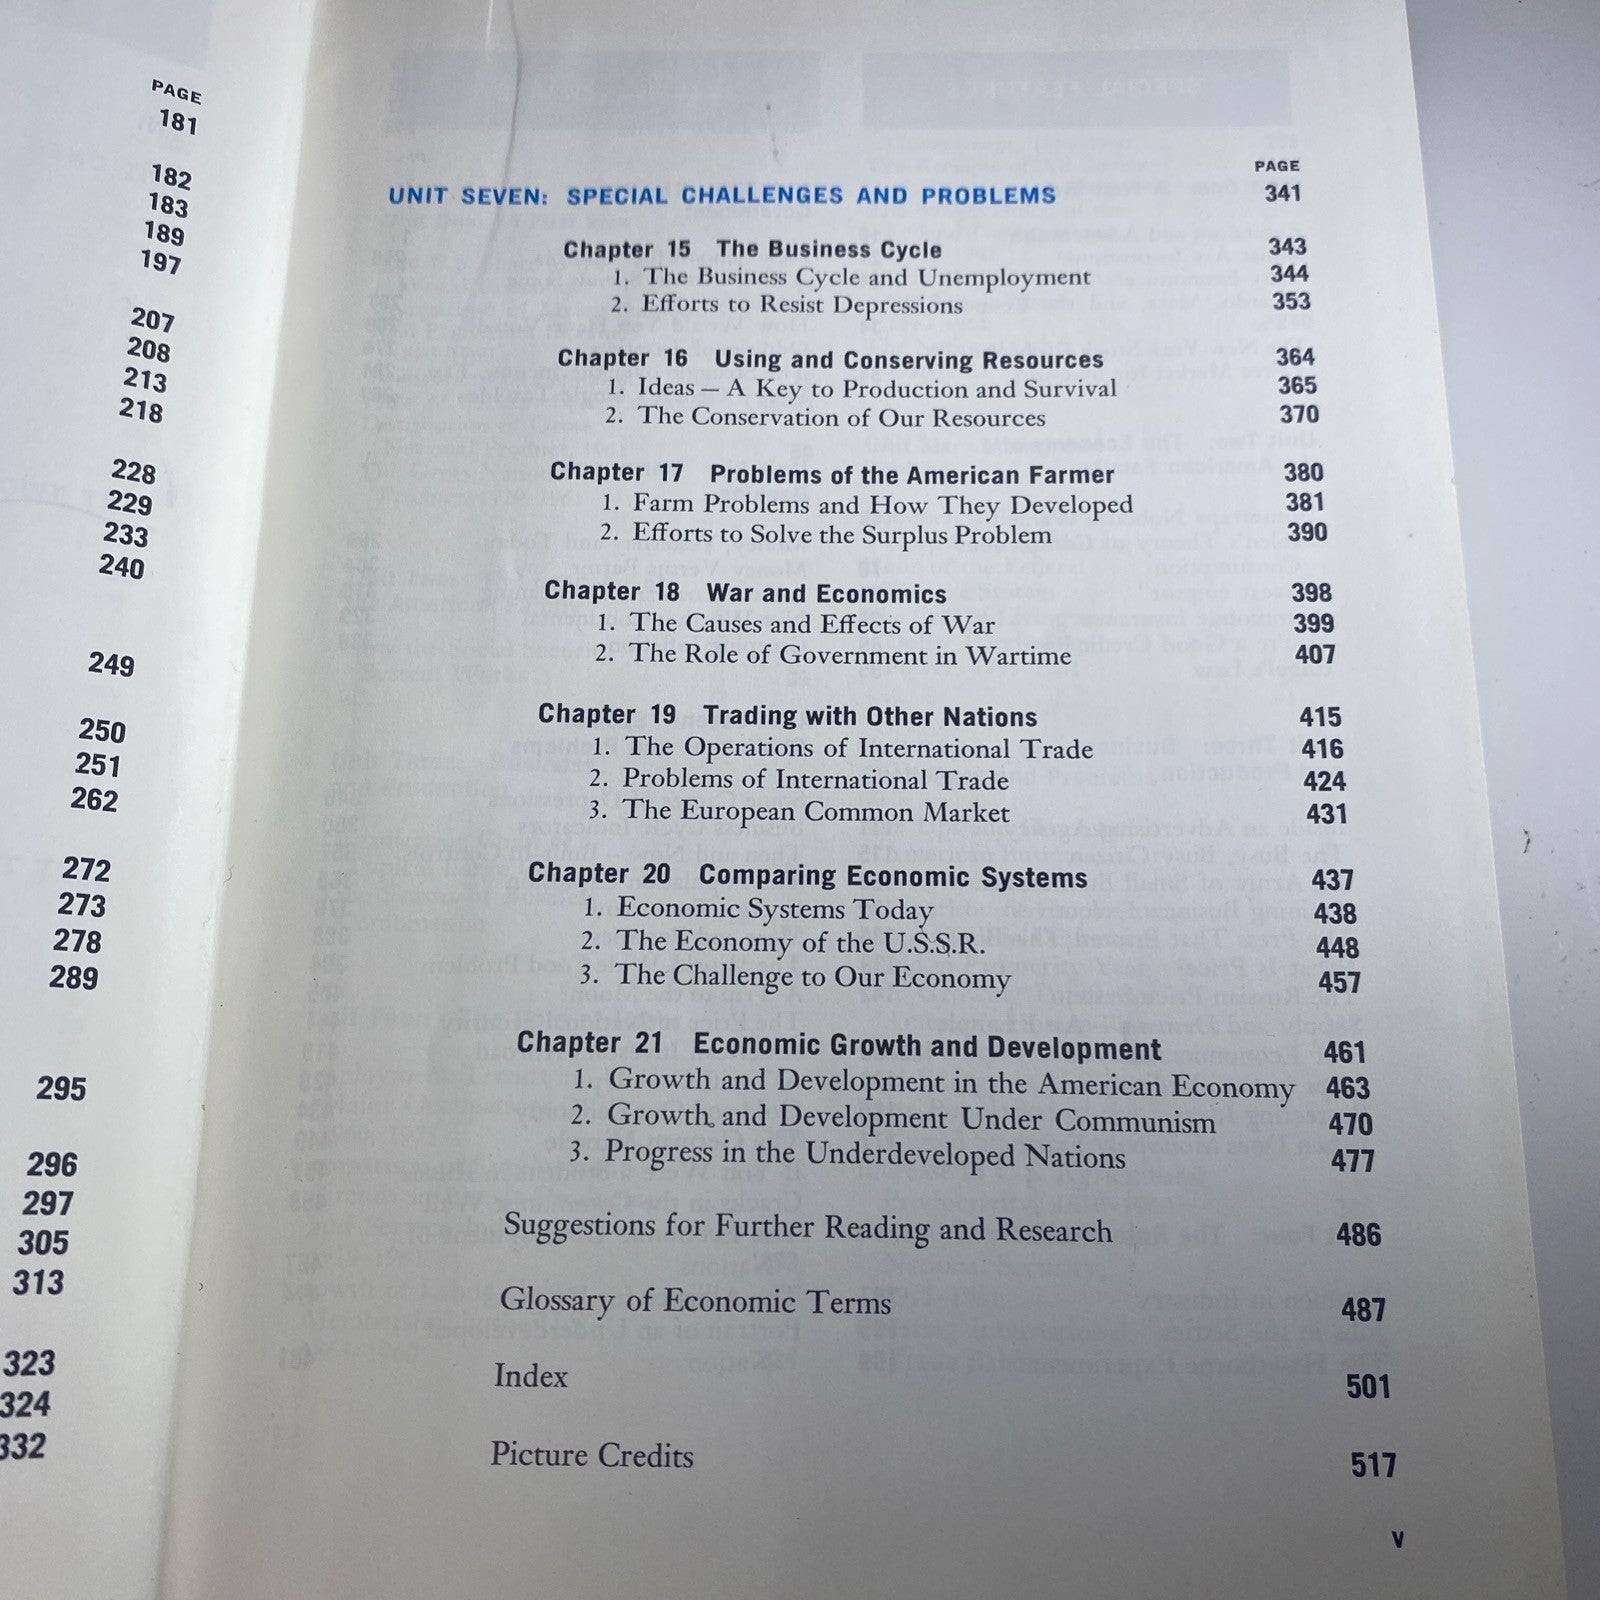 PAGE
181
182
183
189
197
207
208
213
218
228
229
233
240
249
250
251
262
272
273
278
289
295
296
297
305
313
323
324
332
PAGE
UNIT SEVEN: SPECIAL CHALLENGES AND PROBLEMS 341
Chapter 15 The Business Cycle 343
1. The Business Cycle and Unemployment 344
2. Efforts to Resist Depressions 353
Chapter 16 Using and Conserving Resources 364
1. Ideas — A Key to Production and Survival 365
2. The Conservation of Our Resources 370
Chapter 17 Problems of the American Farmer 380
1. Farm Problems and How They Developed 381
2. Efforts to Solve the Surplus Problem 390
Chapter 18 War and Economics 398
1. The Causes and Effects of War 399
2. The Role of Government in Wartime 407
Chapter 19 Trading with Other Nations 415
1. The Operations of International Trade 416
2. Problems of International Trade 424
3. The European Common Market 431
Chapter 20 Comparing Economic Systems 437
1. Economic Systems Today 438
2. The Economy of the U.S.S.R. 448
3. The Challenge to Our Economy 457
Chapter 21 Economic Growth and Development 461
1. Growth and Development in the American Economy 463
2. Growth and Development Under Communism 470
3. Progress in the Underdeveloped Nations 477
Suggestions for Further Reading and Research 486
Glossary of Economic Terms 487
Index 501
Picture Credits 517
v